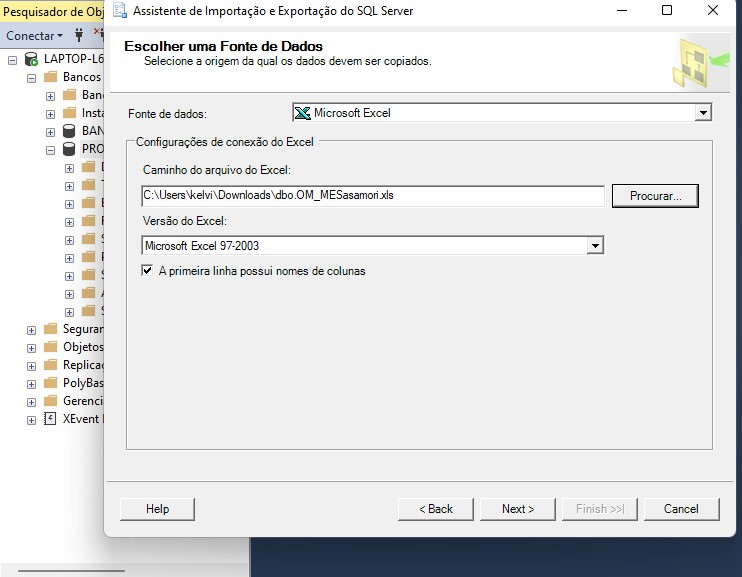 Pesquisador de Obj
Conectar
LAPTOP-L6
Bancos
Banc
Insta
BAN
PRO
D
T
E
P
S
A
S
Seguran
Objetos
Replicaç
PolyBas
Gerenci
XEvent
Assistente de Importação e Exportação do SQL Server
Escolher uma Fonte de Dados
Selecione a origem da qual os dados devem ser copiados.
Fonte de dados:
Microsoft Excel
Configurações de conexão do Excel
Caminho do arquivo do Excel:
C:\Users\kelvi\Downloads\dbo.OM_MESasamori.xls
Procurar...
Versão do Excel:
Microsoft Excel 97-2003
A primeira linha possui nomes de colunas
Help
< Back
Next >
Finish >>|
Cancel